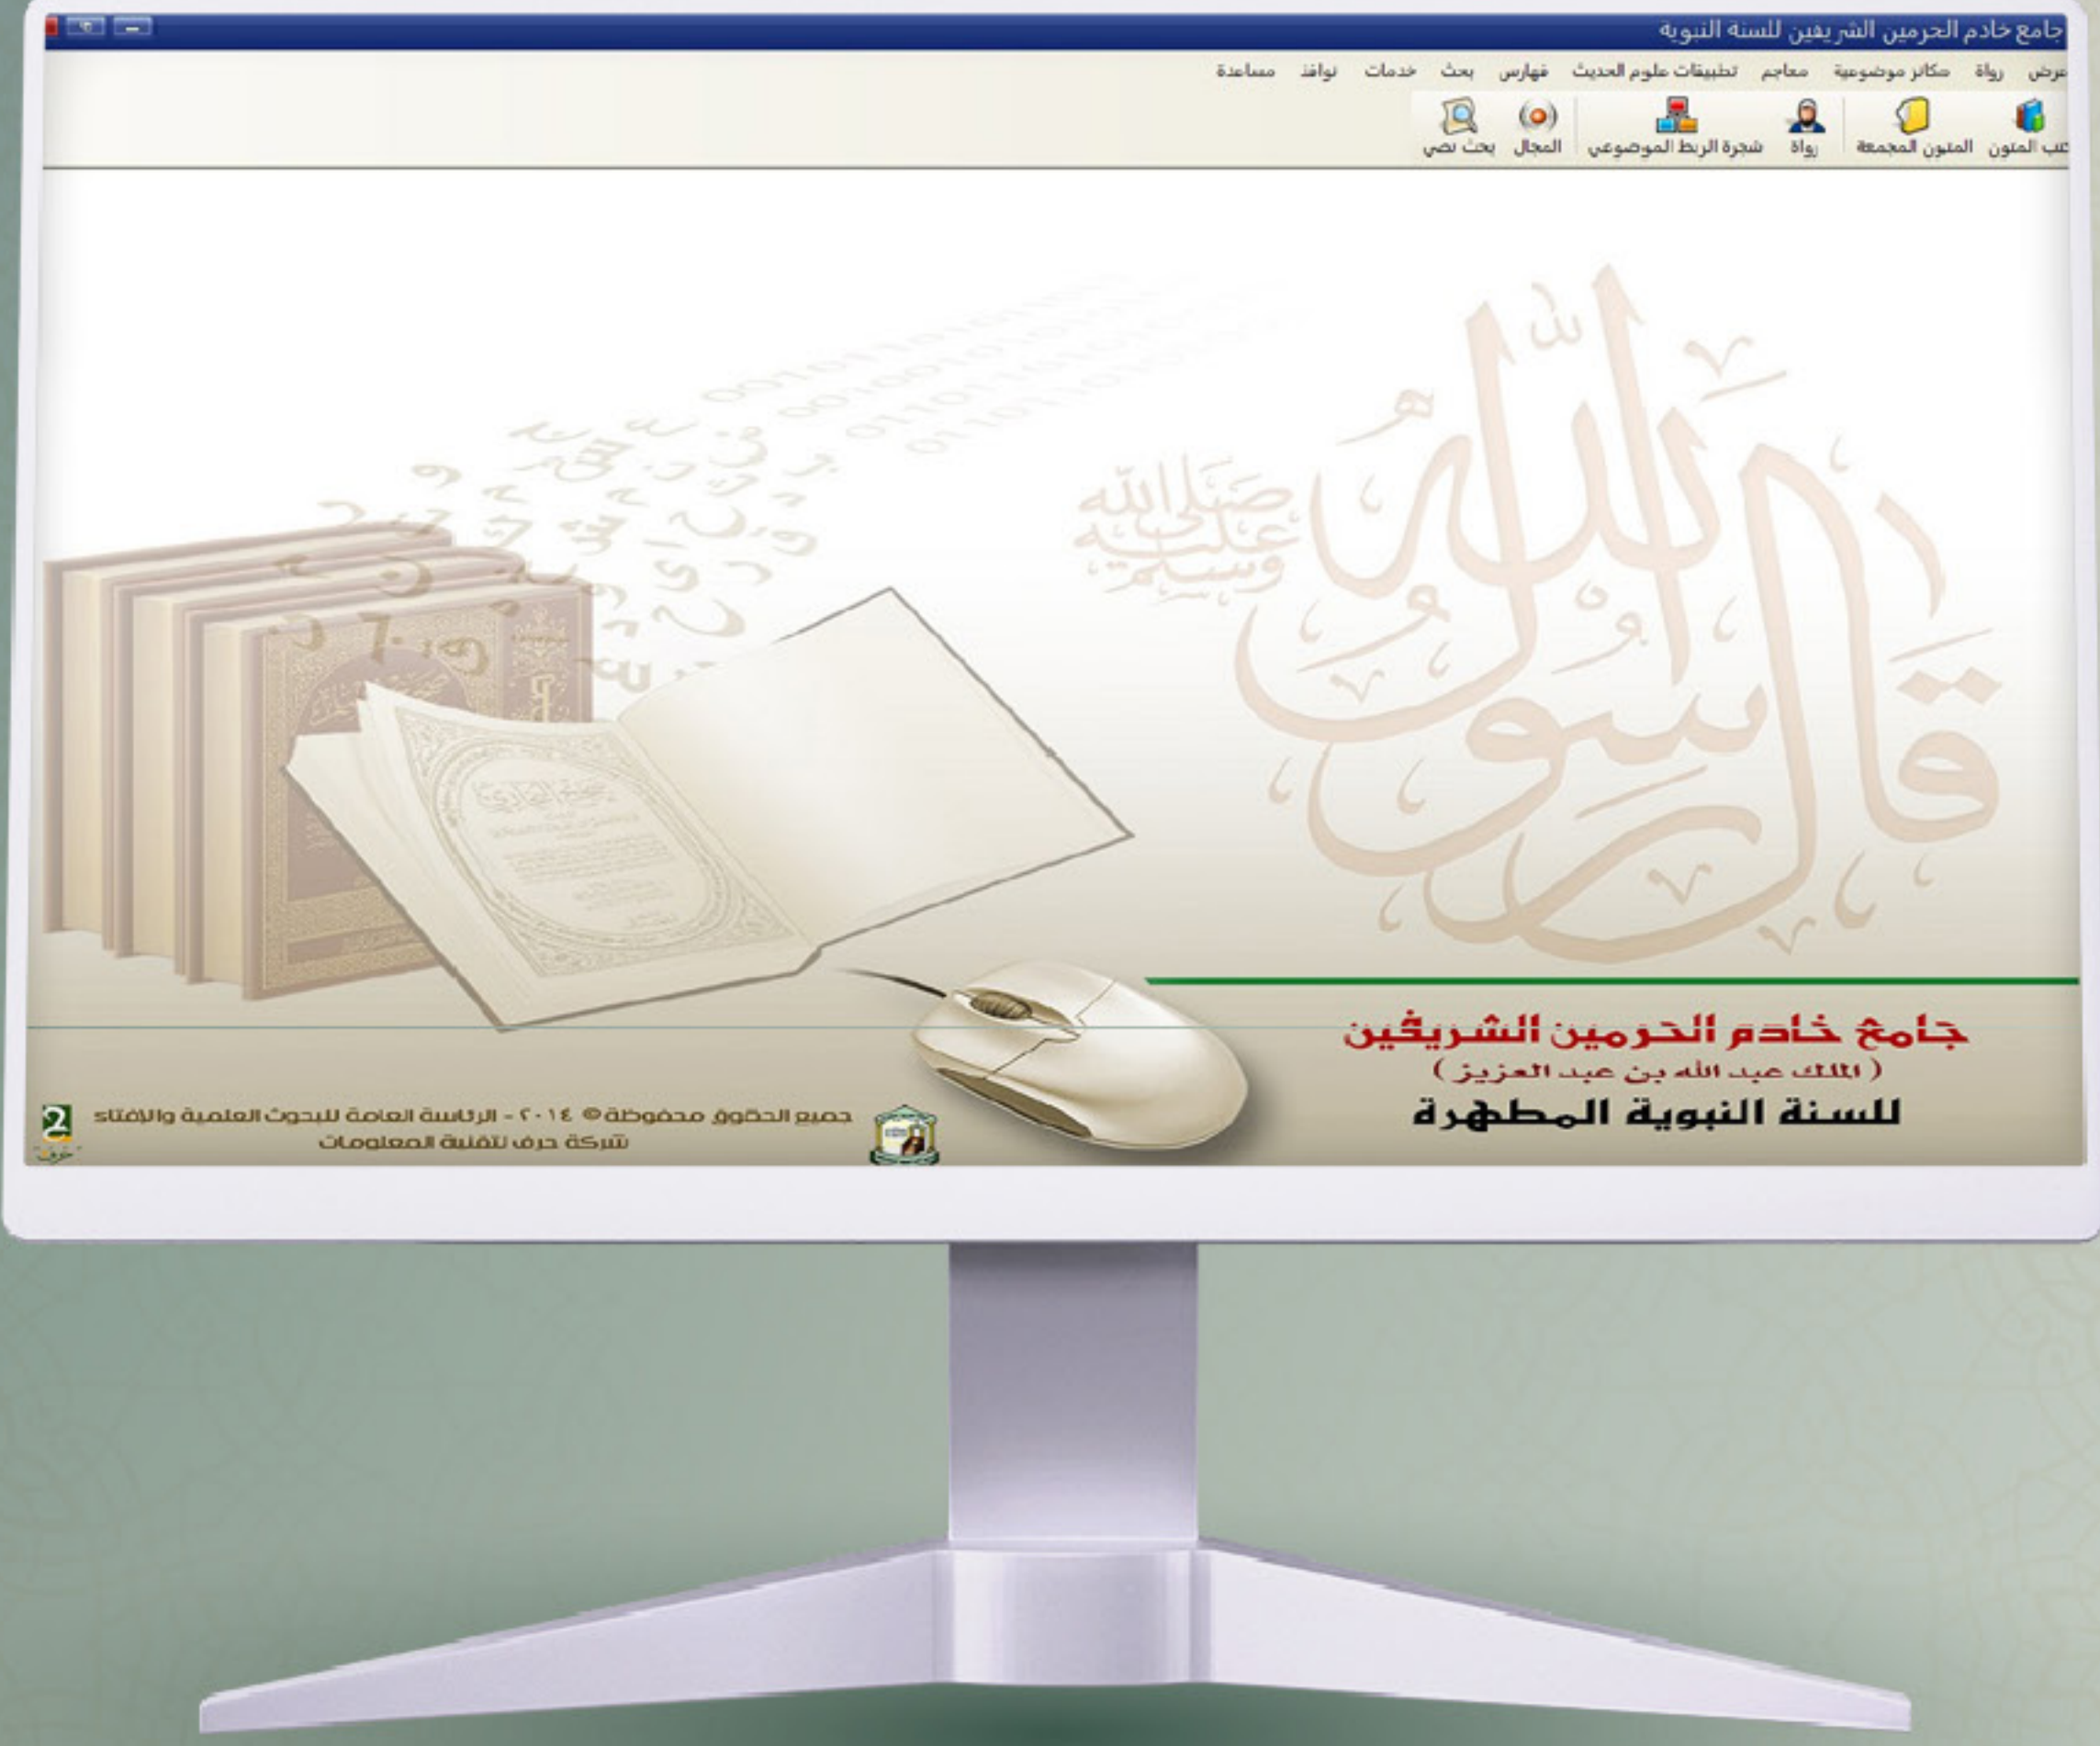 جامع خادم الحرمين الشريفين للسنة النبوية
عرض رواة مكانز موضوعية معاجم تطبيقات علوم الحديث فهارس بحث خدمات نوافذ مساعدة
المتون المتون المجمعة رواة شجرة الربط الموضوعي المجال بحث نصي
قال رسول الله
صلى الله
عليه
وسلم
صحيح البخاري
جامع خادم الحرمين الشريفين
( الملك عبد الله بن عبد العزيز )
للسنة النبوية المطهرة
جميع الحقوق محفوظة © ٢٠١٤ - الرئاسة العامة للبحوث العلمية والإفتاء
شركة حرف لتقنية المعلومات
حرف